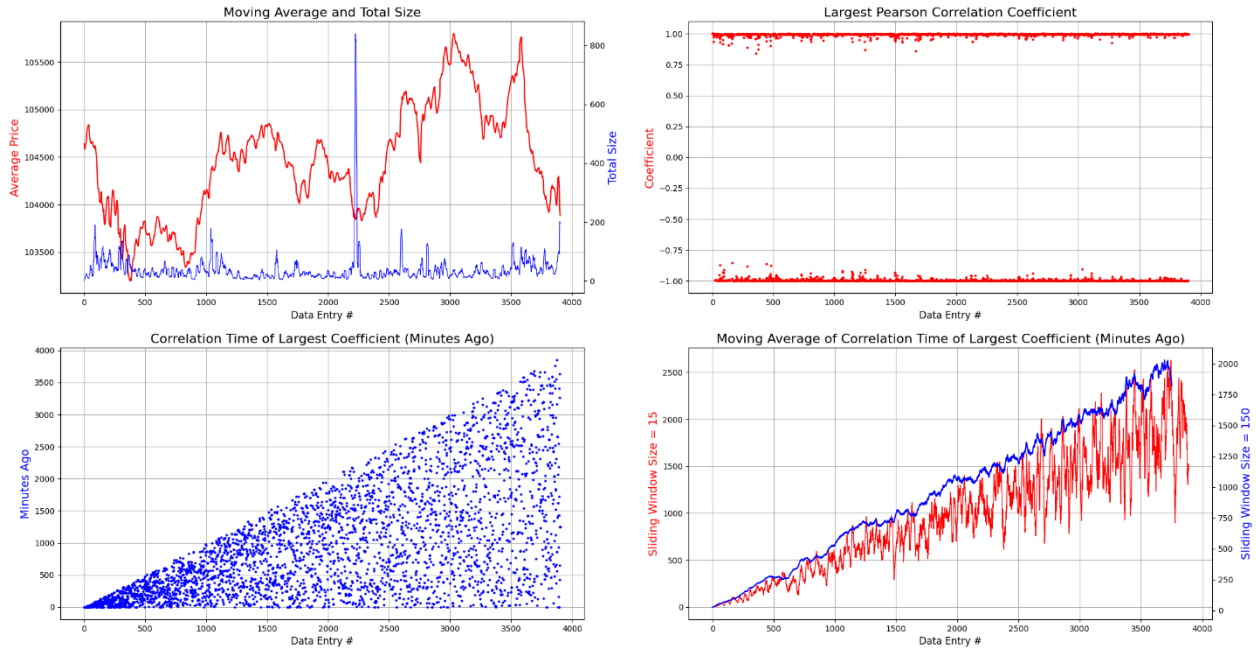 Moving Average and Total Size
105500
105000
104500
104000
103500
Average Price
800
600
400
200
0
Total Size
0 500 1000 1500 2000 2500 3000 3500 4000
Data Entry #
Largest Pearson Correlation Coefficient
1.00
0.75
0.50
0.25
0.00
−0.25
−0.50
−0.75
−1.00
Coefficient
0 500 1000 1500 2000 2500 3000 3500 4000
Data Entry #
Correlation Time of Largest Coefficient (Minutes Ago)
4000
3500
3000
2500
2000
1500
1000
500
0
Minutes Ago
0 500 1000 1500 2000 2500 3000 3500 4000
Data Entry #
Moving Average of Correlation Time of Largest Coefficient (Minutes Ago)
2500
2000
1500
1000
500
0
Sliding Window Size = 15
2000
1750
1500
1250
1000
750
500
250
0
Sliding Window Size = 150
0 500 1000 1500 2000 2500 3000 3500 4000
Data Entry #